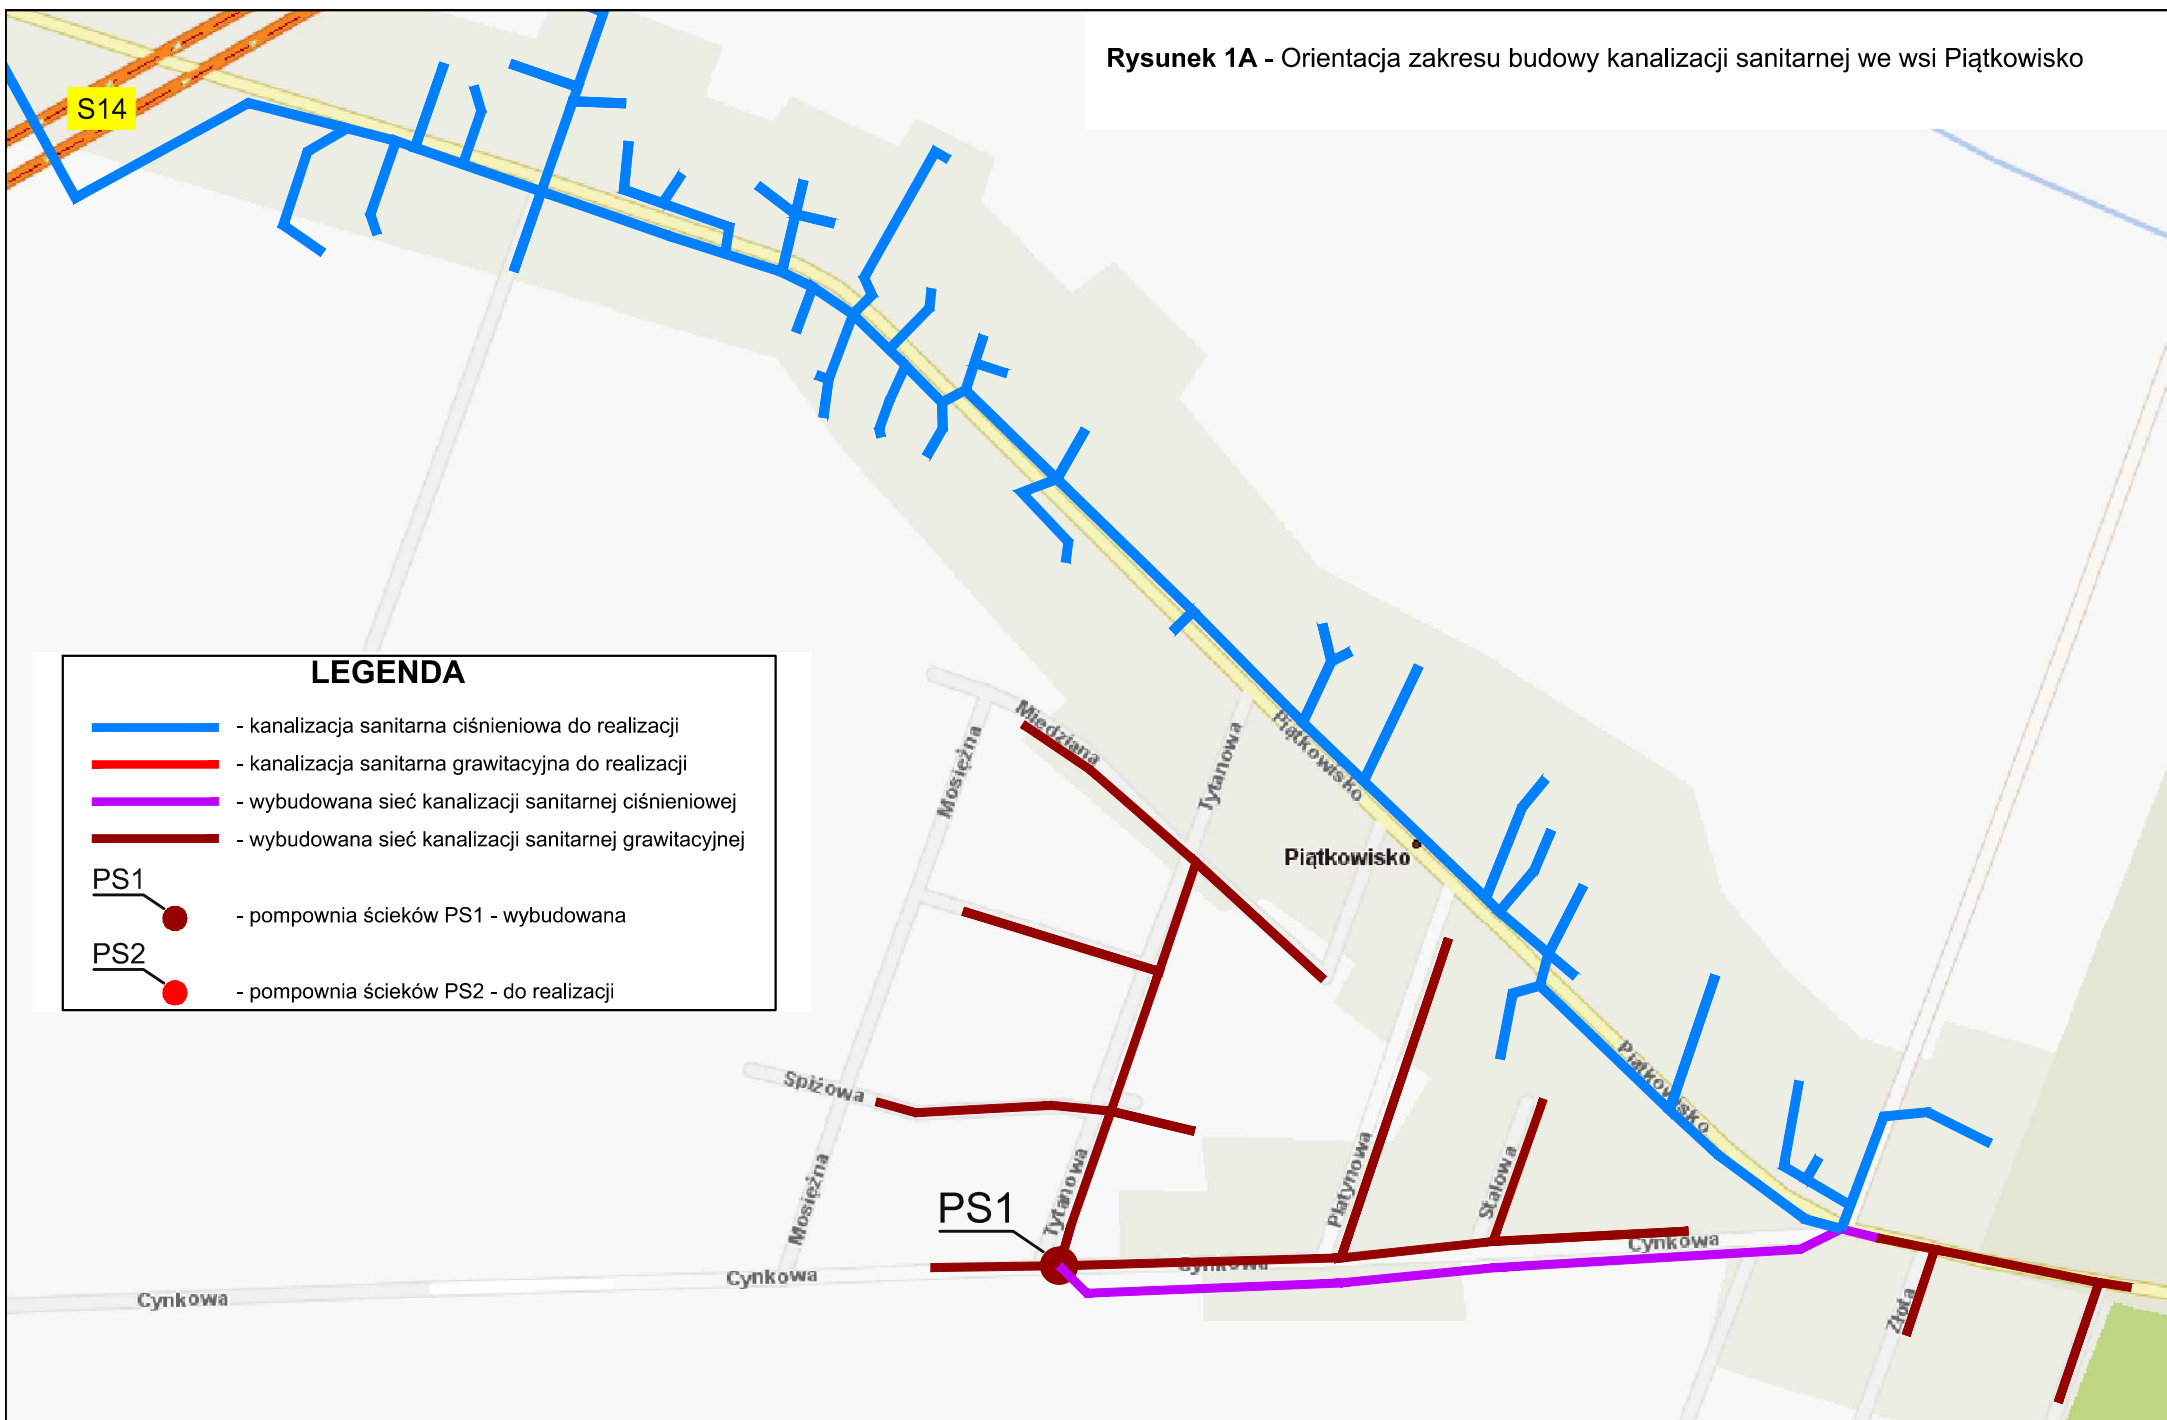 Rysunek 1A - Orientacja zakresu budowy kanalizacji sanitarnej we wsi Piątkowisko
S14
LEGENDA
- kanalizacja sanitarna ciśnieniowa do realizacji
- kanalizacja sanitarna grawitacyjna do realizacji
- wybudowana sieć kanalizacji sanitarnej ciśnieniowej
- wybudowana sieć kanalizacji sanitarnej grawitacyjnej
PS1
- pompownia ścieków PS1 - wybudowana
PS2
- pompownia ścieków PS2 - do realizacji
Miedziana
Mosiężna
Tytanowa
Piątkowisko
Piątkowisko
Piątkowisko
Spiżowa
Mosiężna
Tytanowa
Platynowa
Stalowa
PS1
Cynkowa
Cynkowa
Cynkowa
Cynkowa
Złota